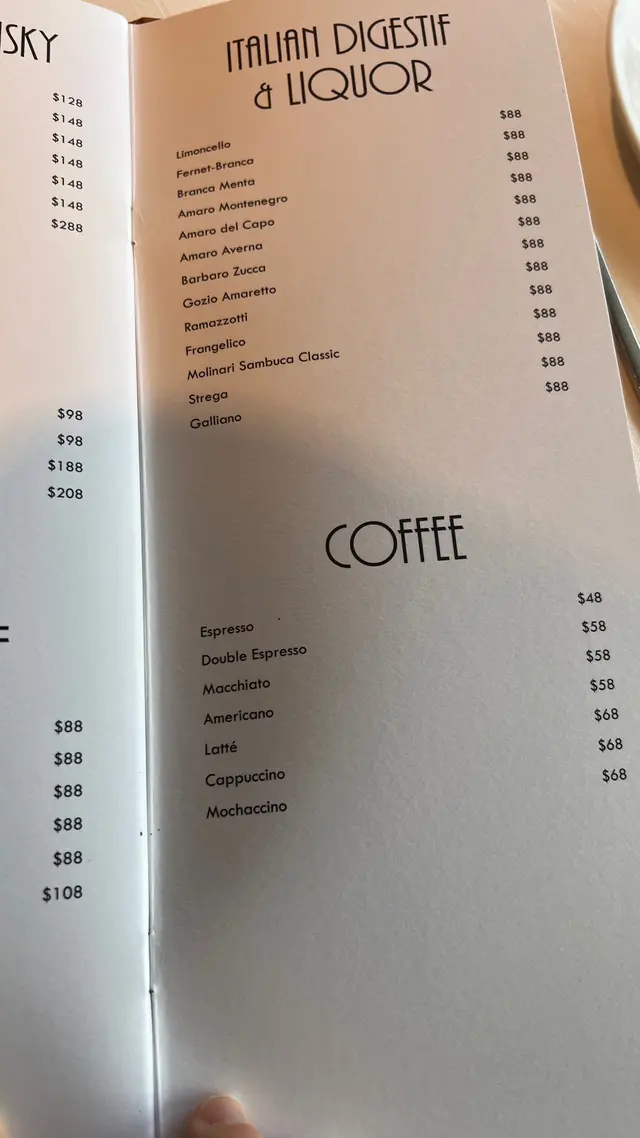 ISKY
$128
$148
$148
$148
$148
$148
$288
$98
$98
$188
$208
$88
$88
$88
$88
$88
$108
ITALIAN DIGESTIF
& LIQUOR
Limoncello $88
Fernet-Branca $88
Branca Menta $88
Amaro Montenegro $88
Amaro del Capo $88
Amaro Averna $88
Barbaro Zucca $88
Gozio Amaretto $88
Ramazzotti $88
Frangelico $88
Molinari Sambuca Classic $88
Strega $88
Galliano $88
COFFEE
Espresso $48
Double Espresso $58
Macchiato $58
Americano $58
Latté $68
Cappuccino $68
Mochaccino $68